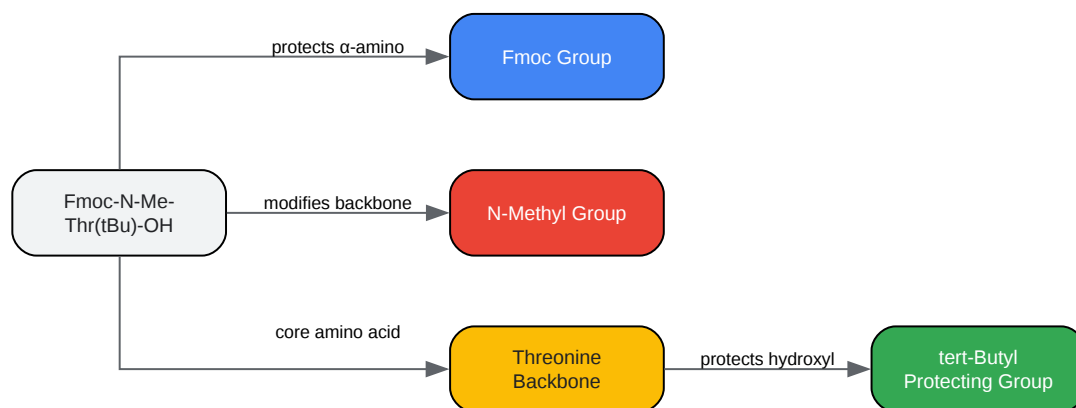 protects α-amino
Fmoc Group
Fmoc-N-Me-
Thr(tBu)-OH
modifies backbone
N-Methyl Group
core amino acid
Threonine
Backbone
protects hydroxyl
tert-Butyl
Protecting Group